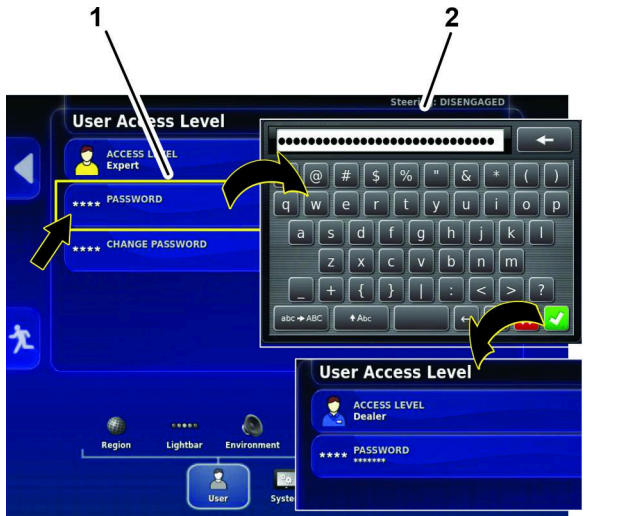 1
2
Steering: DISENGAGED
User Access Level
ACCESS LEVEL
Expert
**** PASSWORD
**** CHANGE PASSWORD
••••••••••••••••••••••••••••
@ # $ % " & * ( )
q w e r t y u i o p
a s d f g h j k l
z x c v b n m
_ + { } | : < > ?
abc➔ABC
⬆Abc
User Access Level
ACCESS LEVEL
Dealer
**** PASSWORD
*******
Region
Lightbar
Environment
User